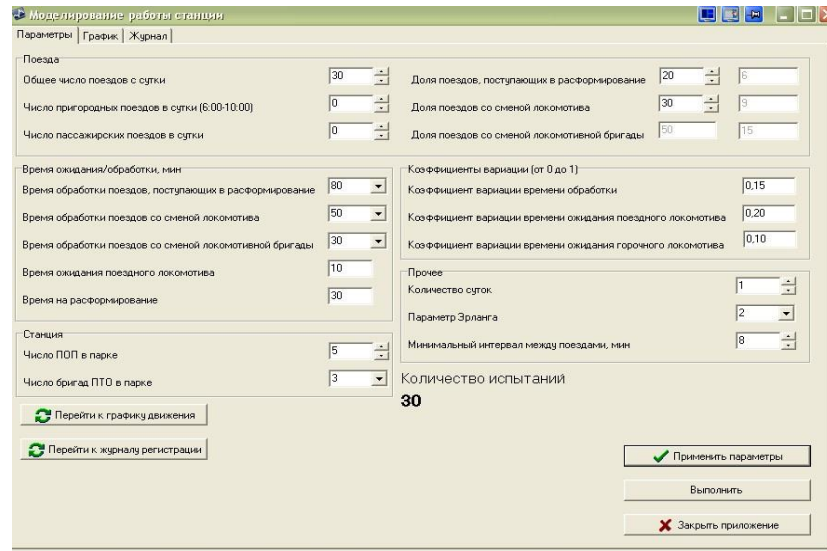 Моделирование работы станции
Параметры График Журнал
Поезда
Общее число поездов с сутки 30
Число пригородных поездов в сутки (6:00-10:00) 0
Число пассажирских поездов в сутки 0
Доля поездов, поступающих в расформирование 20 6
Доля поездов со сменой локомотива 30 9
Доля поездов со сменой локомотивной бригады 50 15
Время ожидания/обработки, мин
Время обработки поездов, поступающих в расформирование 80
Время обработки поездов со сменой локомотива 50
Время обработки поездов со сменой локомотивной бригады 30
Время ожидания поездного локомотива 10
Время на расформирование 30
Коэффициенты вариации (от 0 до 1)
Коэффициент вариации времени обработки 0,15
Коэффициент вариации времени ожидания поездного локомотива 0,20
Коэффициент вариации времени ожидания горочного локомотива 0,10
Прочее
Количество суток 1
Параметр Эрланга 2
Минимальный интервал между поездами, мин 8
Станция
Число ПОП в парке 5
Число бригад ПТО в парке 3
Количество испытаний
30
Перейти к графику движения
Перейти к журналу регистрации
Применить параметры
Выполнить
Закрыть приложение